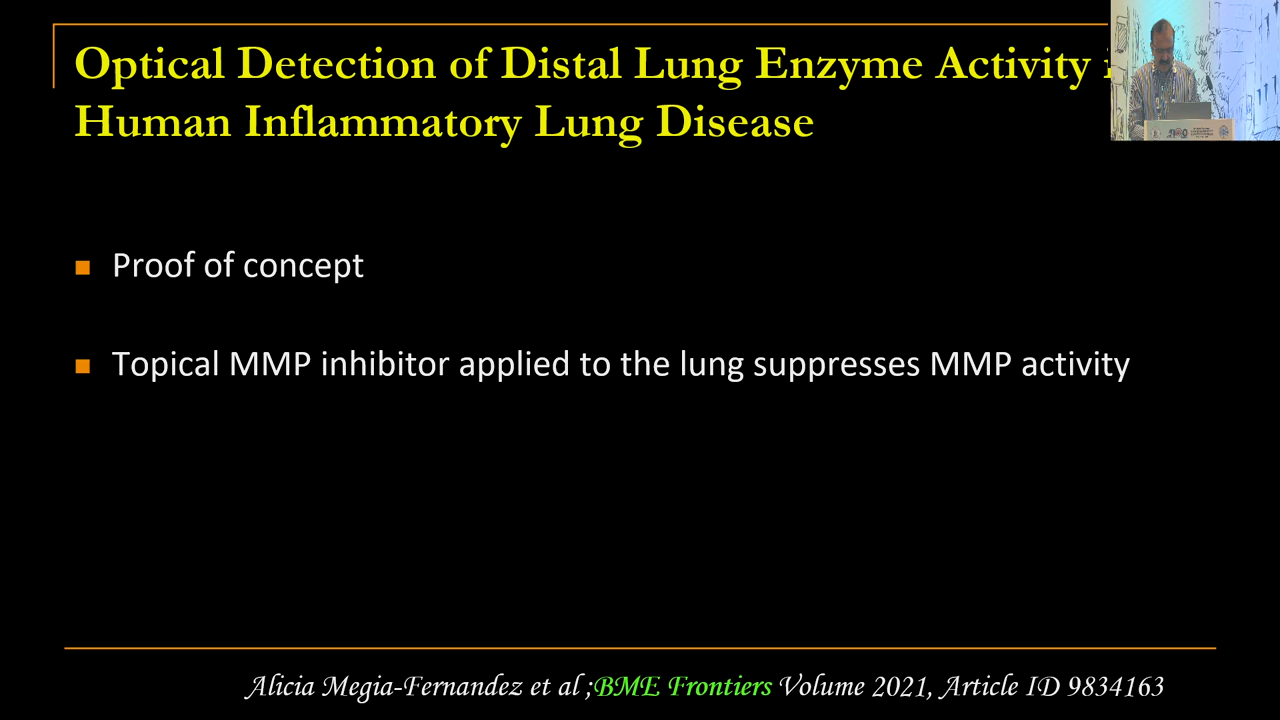 Optical Detection of Distal Lung Enzyme Activity
Human Inflammatory Lung Disease
Proof of concept
Topical MMP inhibitor applied to the lung suppresses MMP activity
Alicia Megia-Fernandez et al ;BME Frontiers Volume 2021, Article ID 9834163